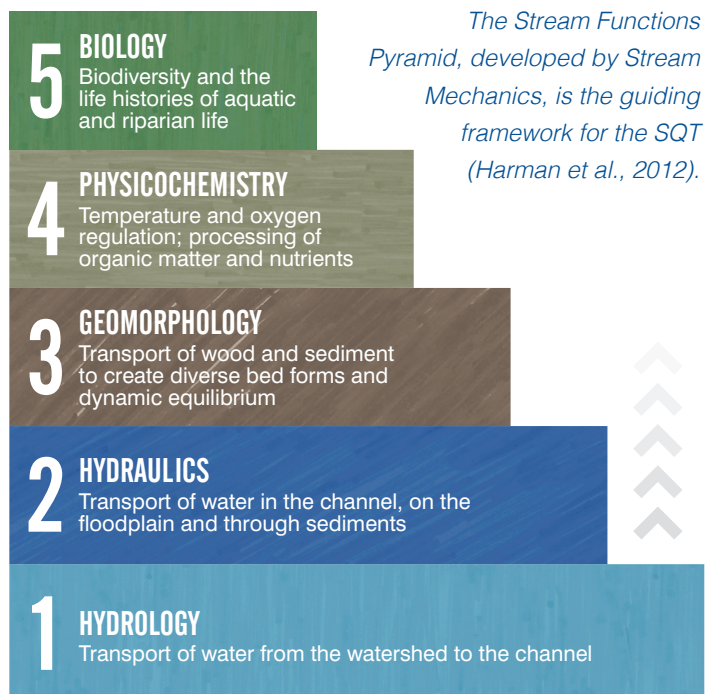 The Stream Functions
Pyramid, developed by Stream
Mechanics, is the guiding
framework for the SQT
(Harman et al., 2012).
5
BIOLOGY
Biodiversity and the
life histories of aquatic
and riparian life
4
PHYSICOCHEMISTRY
Temperature and oxygen
regulation; processing of
organic matter and nutrients
3
GEOMORPHOLOGY
Transport of wood and sediment
to create diverse bed forms and
dynamic equilibrium
2
HYDRAULICS
Transport of water in the channel, on the
floodplain and through sediments
1
HYDROLOGY
Transport of water from the watershed to the channel